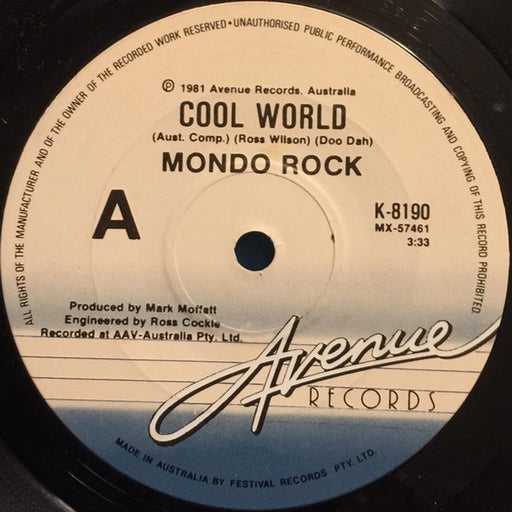 ALL RIGHTS OF THE MANUFACTURER AND OF THE OWNER OF THE RECORDED WORK RESERVED • UNAUTHORISED PUBLIC PERFORMANCE BROADCASTING AND COPYING OF THIS RECORD PROHIBITED
℗ 1981 Avenue Records, Australia
COOL WORLD
(Aust. Comp.) (Ross Wilson) (Doo Dah)
MONDO ROCK
A
K-8190
MX-57461
3:33
Produced by Mark Moffatt
Engineered by Ross Cockle
Recorded at AAV-Australia Pty. Ltd.
Avenue
RECORDS
MADE IN AUSTRALIA BY FESTIVAL RECORDS PTY. LTD.